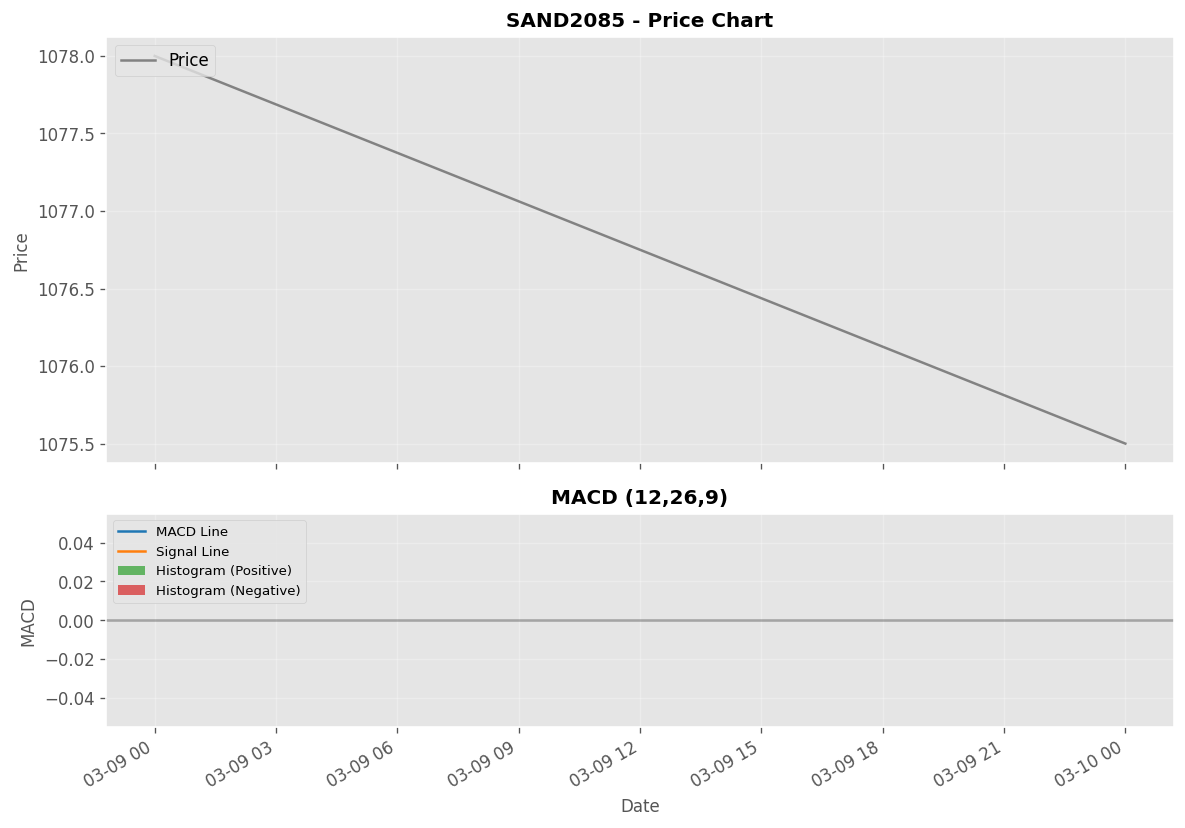 SAND2085 - Price Chart
Price
1078.0
1077.5
1077.0
1076.5
1076.0
1075.5
Price
MACD (12,26,9)
MACD Line
Signal Line
Histogram (Positive)
Histogram (Negative)
0.04
0.02
0.00
−0.02
−0.04
MACD
03-09 00
03-09 03
03-09 06
03-09 09
03-09 12
03-09 15
03-09 18
03-09 21
03-10 00
Date